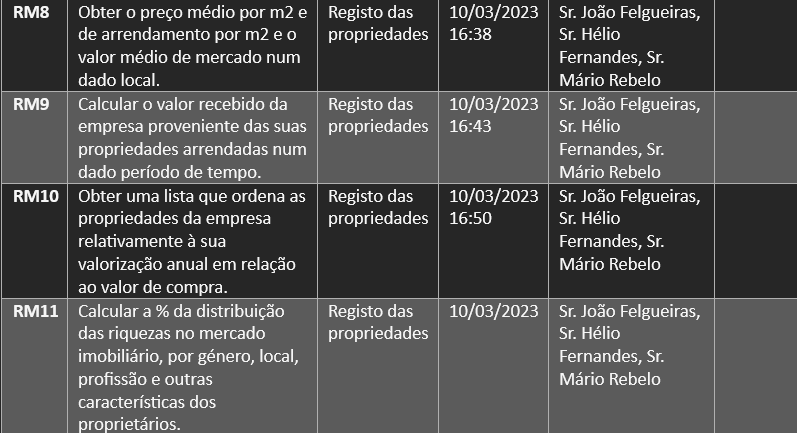 RM8 Obter o preço médio por m2 e Registo das 10/03/2023 Sr. João Felgueiras,
de arrendamento por m2 e o propriedades 16:38 Sr. Hélio
valor médio de mercado num Fernandes, Sr.
dado local. Mário Rebelo
RM9 Calcular o valor recebido da Registo das 10/03/2023 Sr. João Felgueiras,
empresa proveniente das suas propriedades 16:43 Sr. Hélio
propriedades arrendadas num Fernandes, Sr.
dado período de tempo. Mário Rebelo
RM10 Obter uma lista que ordena as Registo das 10/03/2023 Sr. João Felgueiras,
propriedades da empresa propriedades 16:50 Sr. Hélio
relativamente à sua Fernandes, Sr.
valorização anual em relação Mário Rebelo
ao valor de compra.
RM11 Calcular a % da distribuição Registo das 10/03/2023 Sr. João Felgueiras,
das riquezas no mercado propriedades Sr. Hélio
imobiliário, por género, local, Fernandes, Sr.
profissão e outras Mário Rebelo
características dos
proprietários.